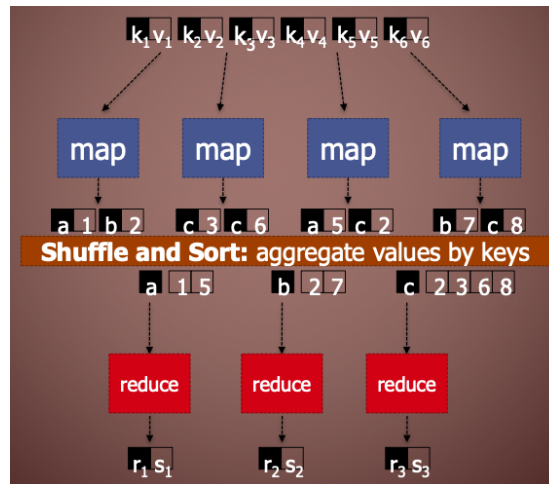 k₁ v₁ k₂ v₂ k₃ v₃ k₄ v₄ k₅ v₅ k₆ v₆
map map map map
a 1 b 2 c 3 c 6 a 5 c 2 b 7 c 8
Shuffle and Sort: aggregate values by keys
a 1 5 b 2 7 c 2 3 6 8
reduce reduce reduce
r₁ s₁ r₂ s₂ r₃ s₃